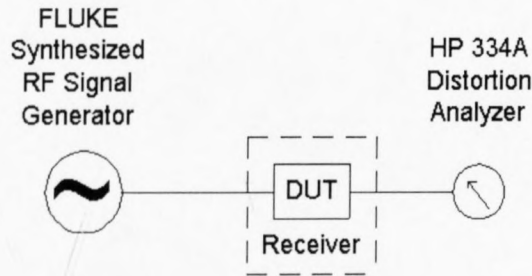 FLUKE
Synthesized
RF Signal
Generator
HP 334A
Distortion
Analyzer
DUT
Receiver